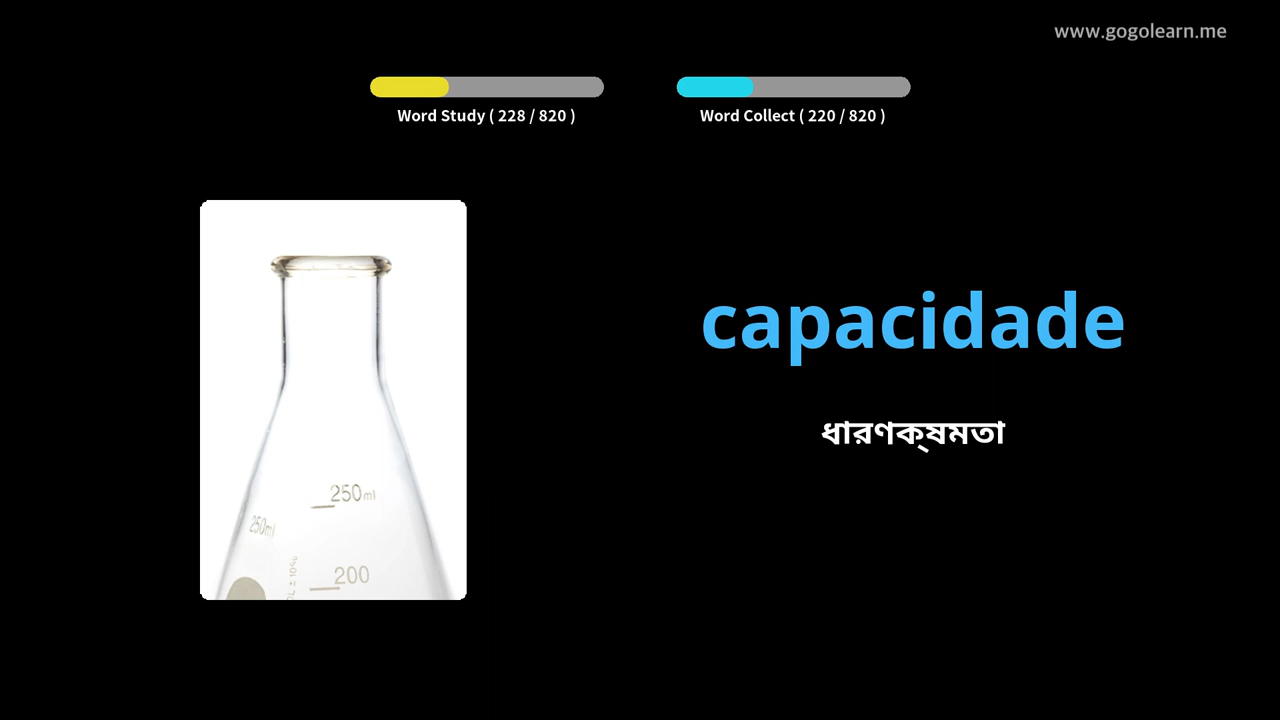 www.gogolearn.me
Word Study ( 228 / 820 )
Word Collect ( 220 / 820 )
capacidade
ধারণক্ষমতা
250ml
250ml
200